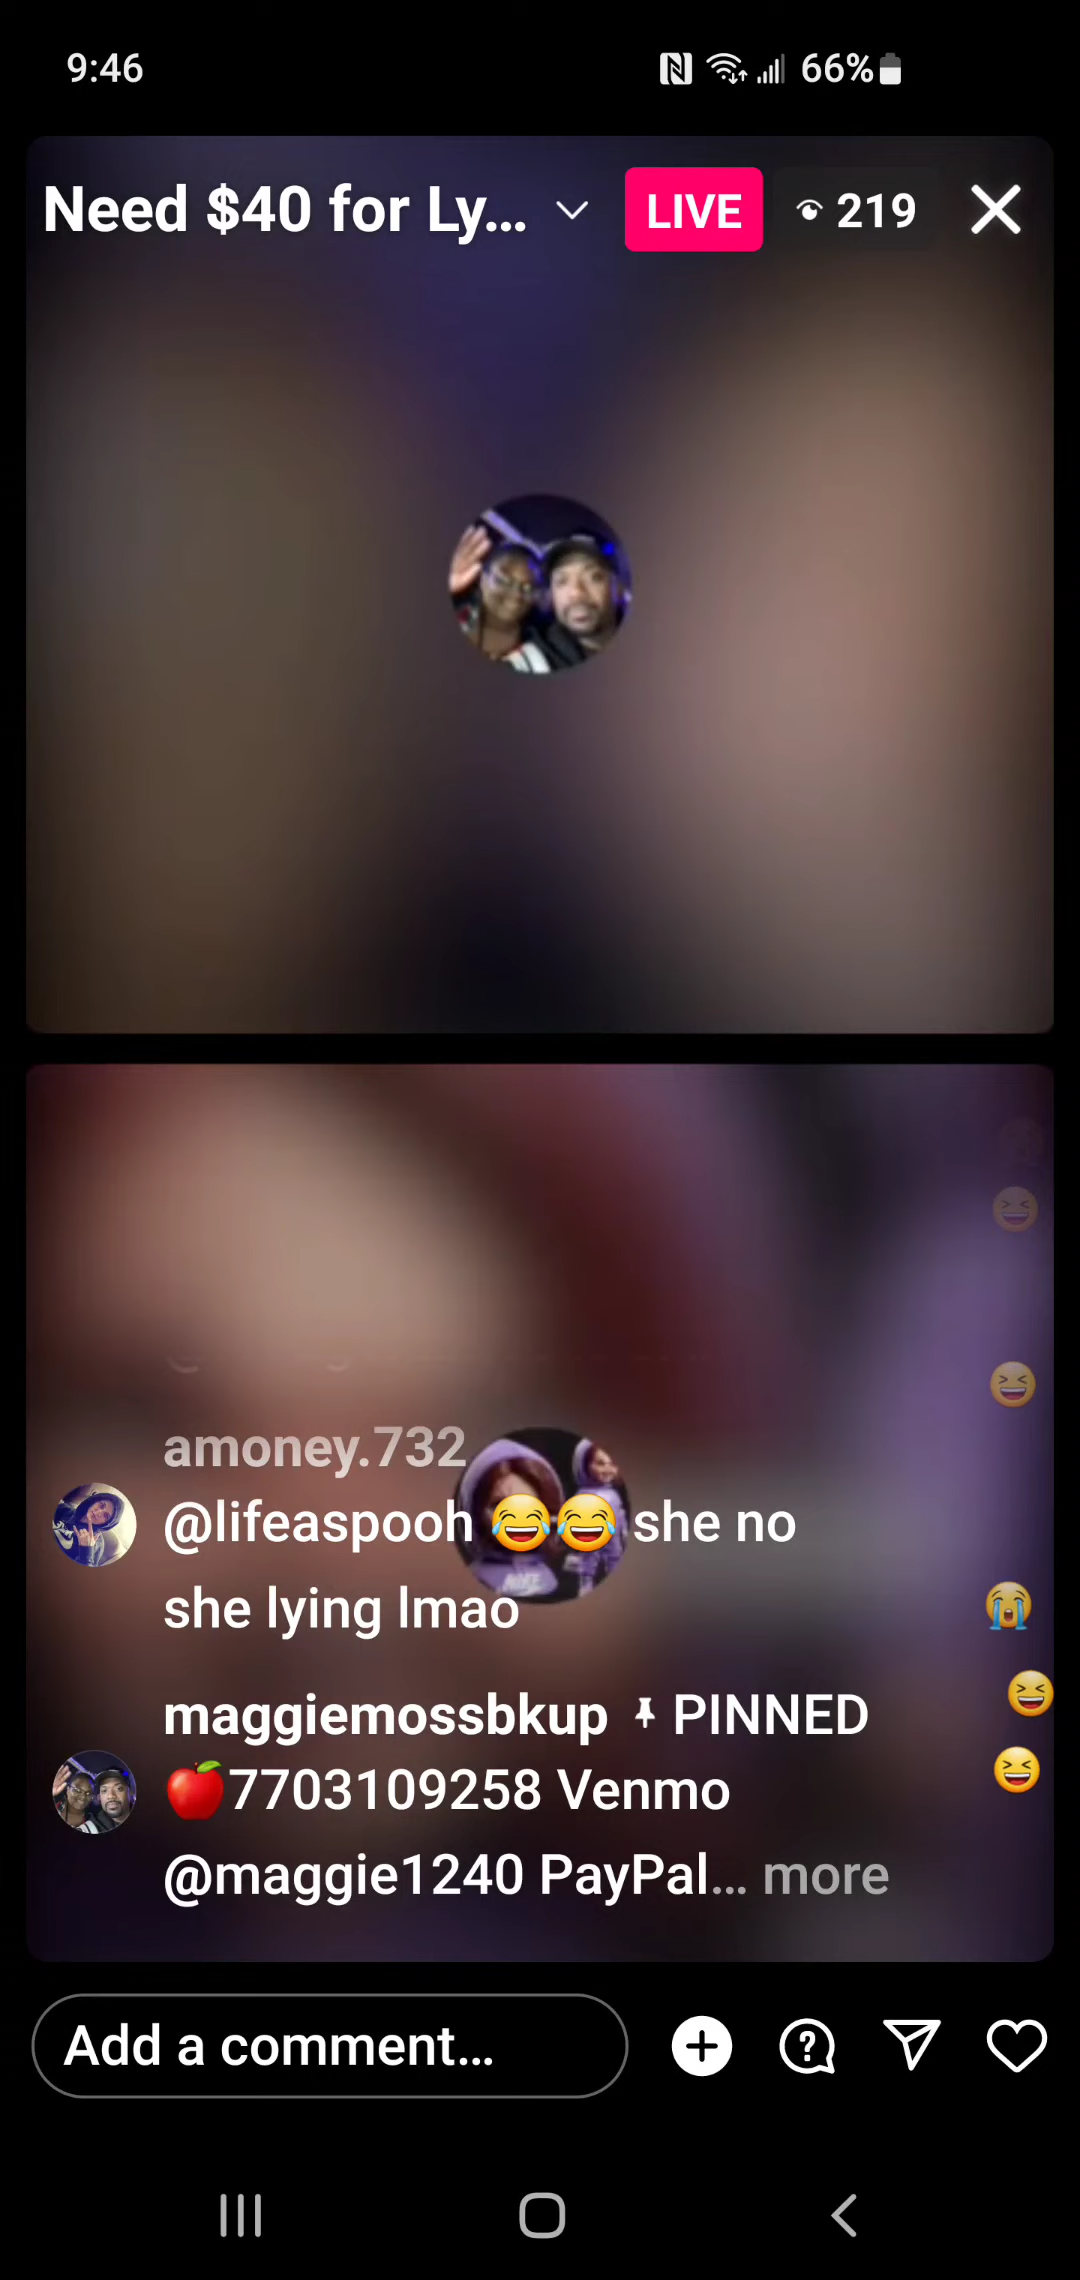 9:46
66%
Need $40 for Ly...
LIVE
219
amoney.732
@lifeaspooh 😂😂 she no
she lying lmao
maggiemossbkup 📌 PINNED
🍎7703109258 Venmo
@maggie1240 PayPal... more
Add a comment...